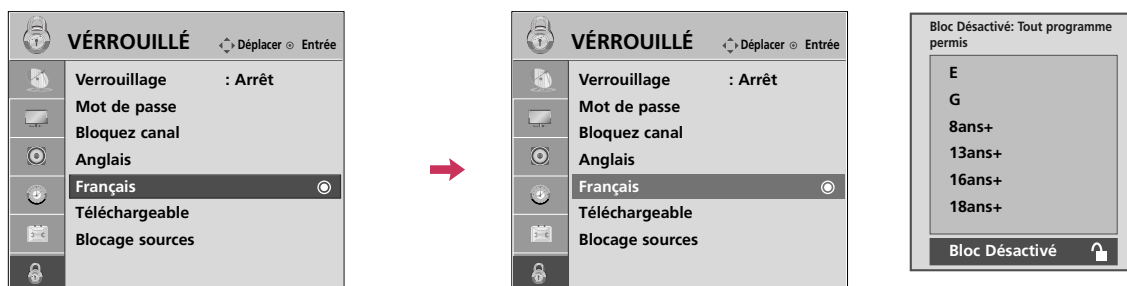 VÉRROUILLÉ Déplacer Entrée
Verrouillage : Arrêt
Mot de passe
Bloquez canal
Anglais
Français
Téléchargeable
Blocage sources
VÉRROUILLÉ Déplacer Entrée
Verrouillage : Arrêt
Mot de passe
Bloquez canal
Anglais
Français
Téléchargeable
Blocage sources
Bloc Désactivé: Tout programme
permis
E
G
8ans+
13ans+
16ans+
18ans+
Bloc Désactivé